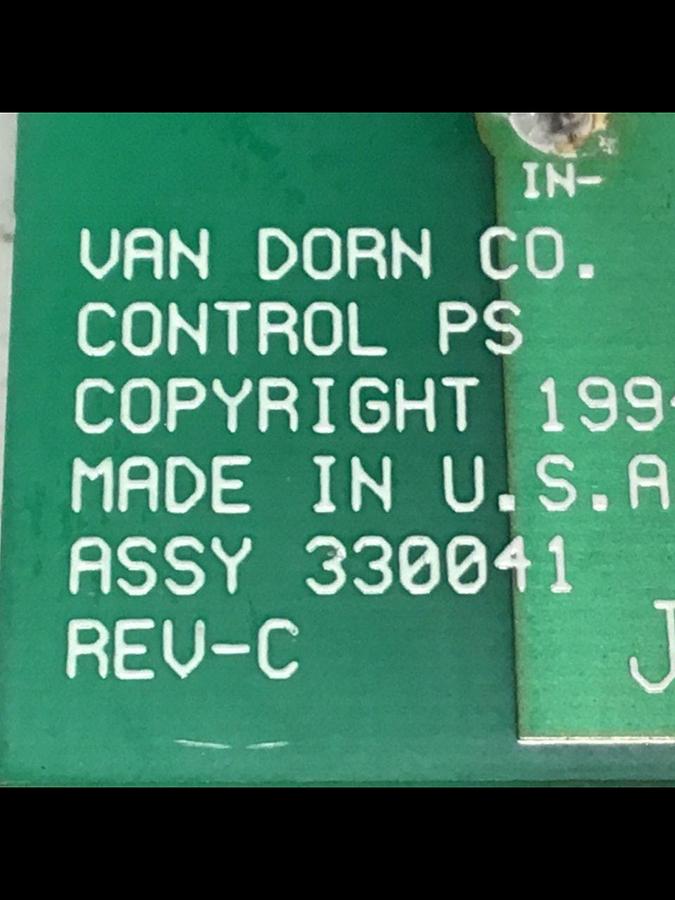 IN-
VAN DORN CO.
CONTROL PS
COPYRIGHT 199
MADE IN U.S.A
ASSY 330041
REV-C
J